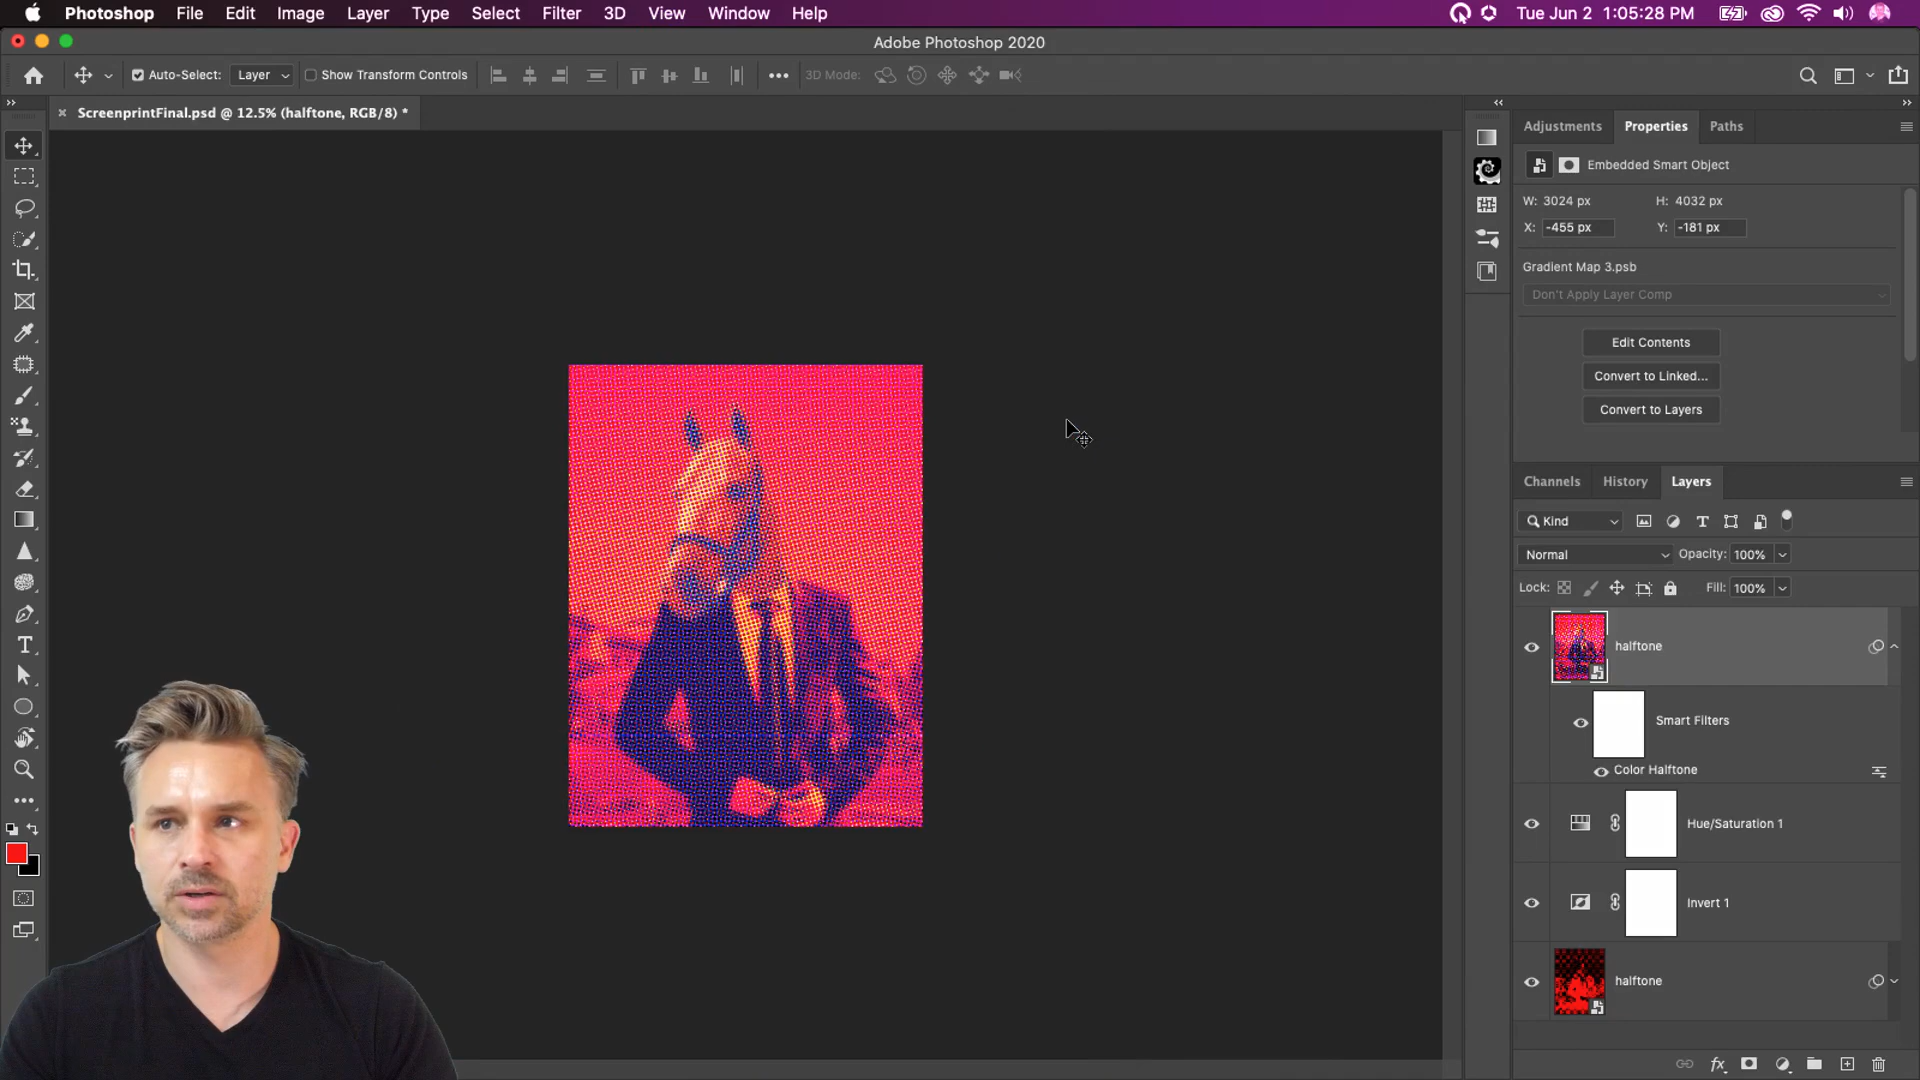 Photoshop File Edit Image Layer Type Select Filter 3D View Window Help Tue Jun 2 1:05:28 PM
Adobe Photoshop 2020
Auto-Select: Layer Show Transform Controls 3D Mode:
ScreenprintFinal.psd @ 12.5% (halftone, RGB/8) *
Adjustments Properties Paths
Embedded Smart Object
W: 3024 px H: 4032 px
X: -455 px Y: -181 px
Gradient Map 3.psb
Don't Apply Layer Comp
Edit Contents
Convert to Linked...
Convert to Layers
Channels History Layers
Kind
Normal Opacity: 100%
Lock: Fill: 100%
halftone
Smart Filters
Color Halftone
Hue/Saturation 1
Invert 1
halftone
fx